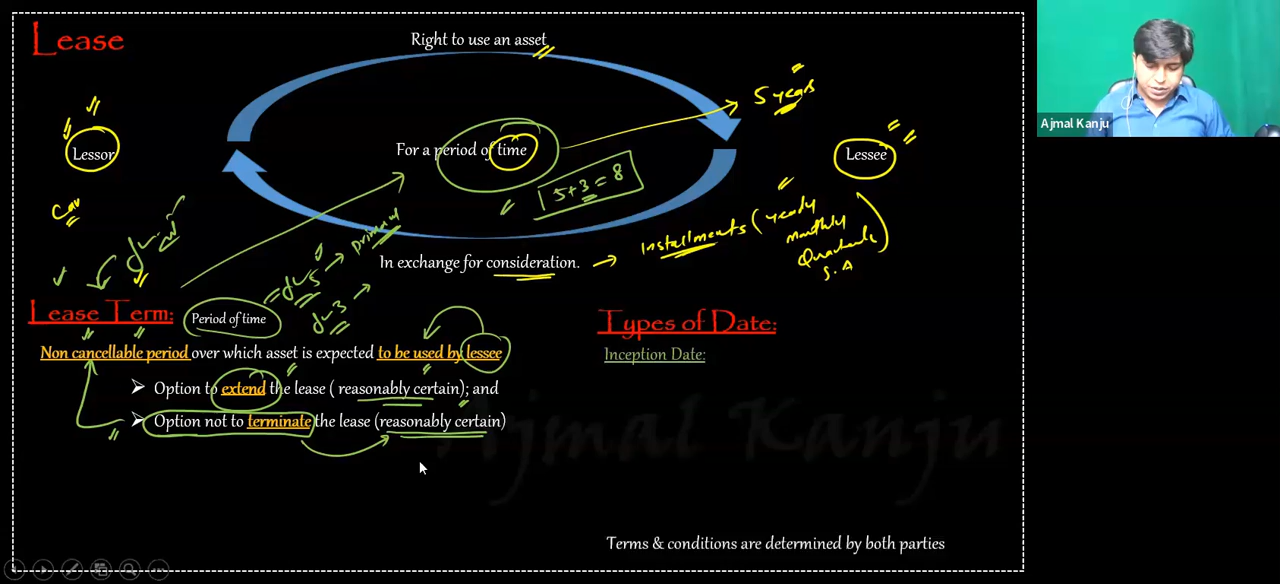 Lease
Right to use an asset
5 years
Ajmal Kanju
Lessor
For a period of time
Lessee
5+3=8
Car
Installments (yearly
monthly
S.A
In exchange for consideration.
Lease Term:
Period of time
Types of Date:
Non cancellable period over which asset is expected to be used by lessee
Inception Date:
Option to extend the lease ( reasonably certain); and
Option not to terminate the lease (reasonably certain)
Ajmal Kanju
Terms & conditions are determined by both parties